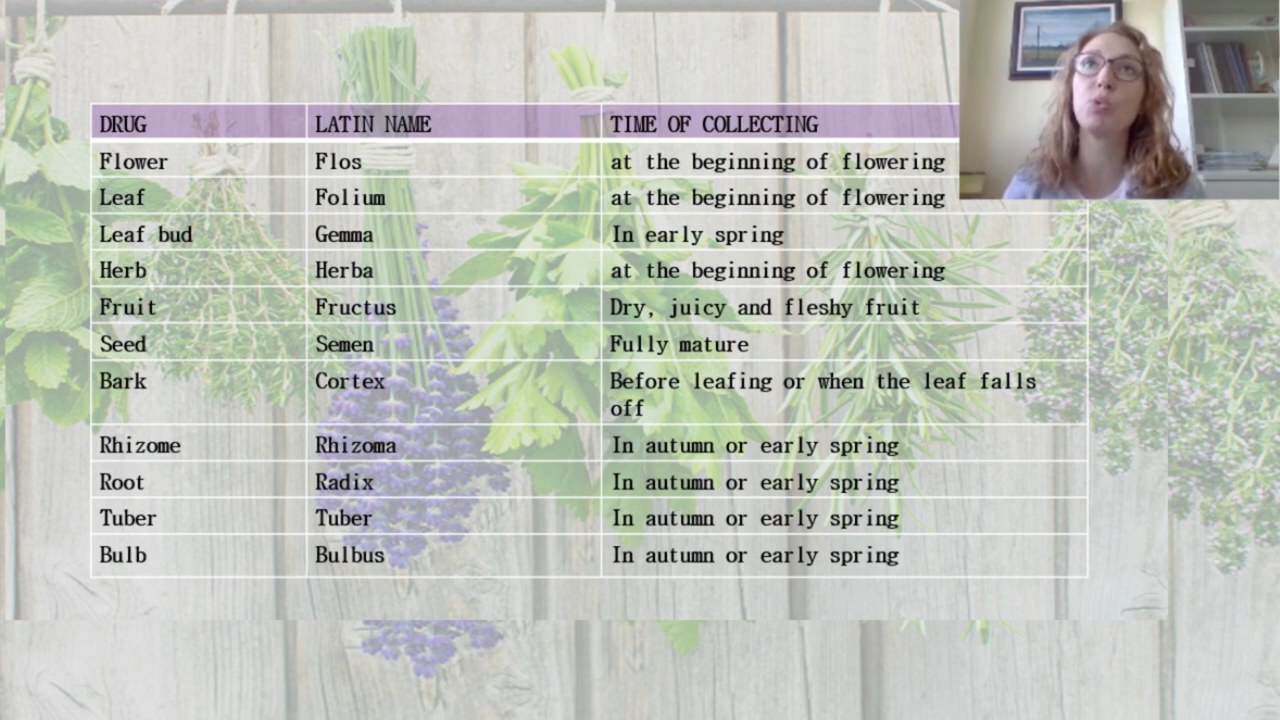 DRUG LATIN NAME TIME OF COLLECTING
Flower Flos at the beginning of flowering
Leaf Folium at the beginning of flowering
Leaf bud Gemma In early spring
Herb Herba at the beginning of flowering
Fruit Fructus Dry, juicy and fleshy fruit
Seed Semen Fully mature
Bark Cortex Before leafing or when the leaf falls
off
Rhizome Rhizoma In autumn or early spring
Root Radix In autumn or early spring
Tuber Tuber In autumn or early spring
Bulb Bulbus In autumn or early spring